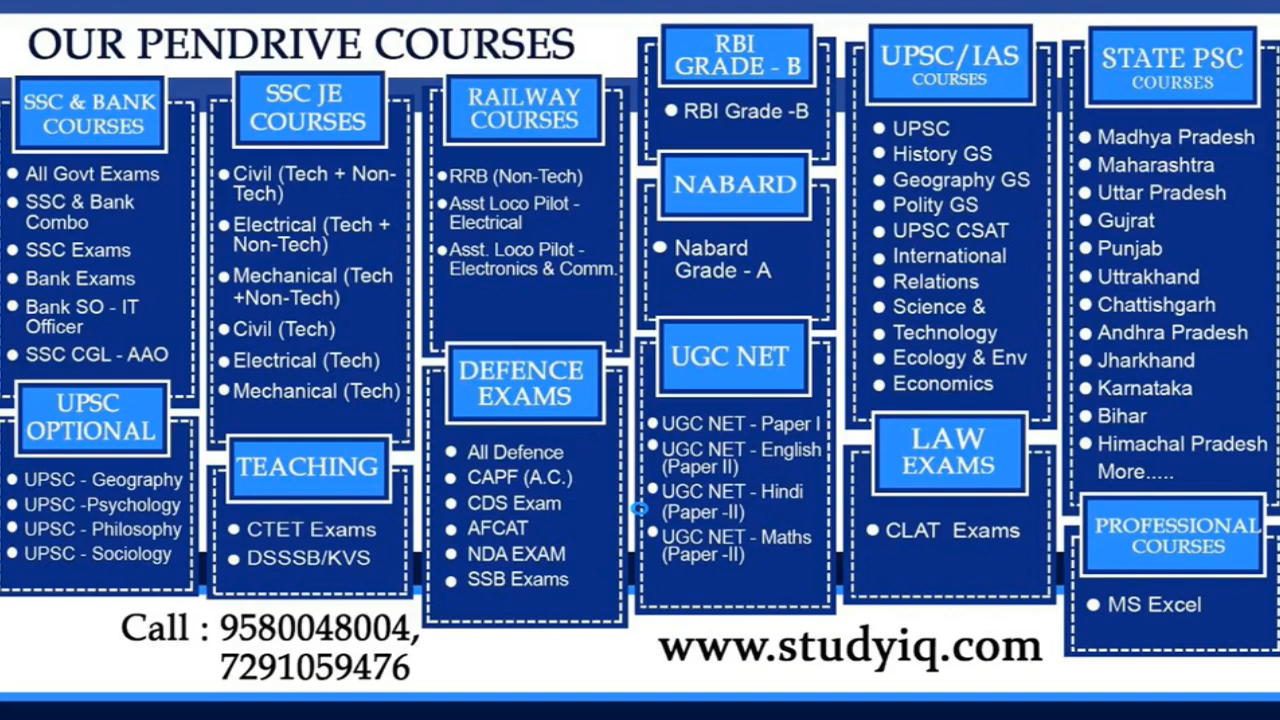 OUR PENDRIVE COURSES
SSC & BANK
COURSES
All Govt Exams
SSC & Bank
Combo
SSC Exams
Bank Exams
Bank SO - IT
Officer
SSC CGL - AAO
UPSC
OPTIONAL
UPSC - Geography
UPSC -Psychology
UPSC - Philosophy
UPSC - Sociology
SSC JE
COURSES
Civil (Tech + Non-
Tech)
Electrical (Tech +
Non-Tech)
Mechanical (Tech
+Non-Tech)
Civil (Tech)
Electrical (Tech)
Mechanical (Tech)
TEACHING
CTET Exams
DSSSB/KVS
RAILWAY
COURSES
RRB (Non-Tech)
Asst Loco Pilot -
Electrical
Asst. Loco Pilot -
Electronics & Comm.
DEFENCE
EXAMS
All Defence
CAPF (A.C.)
CDS Exam
AFCAT
NDA EXAM
SSB Exams
RBI
GRADE - B
RBI Grade -B
NABARD
Nabard
Grade - A
UGC NET
UGC NET - Paper I
UGC NET - English
(Paper II)
UGC NET - Hindi
(Paper -II)
UGC NET - Maths
(Paper -II)
UPSC/IAS
COURSES
UPSC
History GS
Geography GS
Polity GS
UPSC CSAT
International
Relations
Science &
Technology
Ecology & Env
Economics
LAW
EXAMS
CLAT Exams
STATE PSC
COURSES
Madhya Pradesh
Maharashtra
Uttar Pradesh
Gujrat
Punjab
Uttrakhand
Chattishgarh
Andhra Pradesh
Jharkhand
Karnataka
Bihar
Himachal Pradesh
More.....
PROFESSIONAL
COURSES
MS Excel
Call : 9580048004,
7291059476
www.studyiq.com